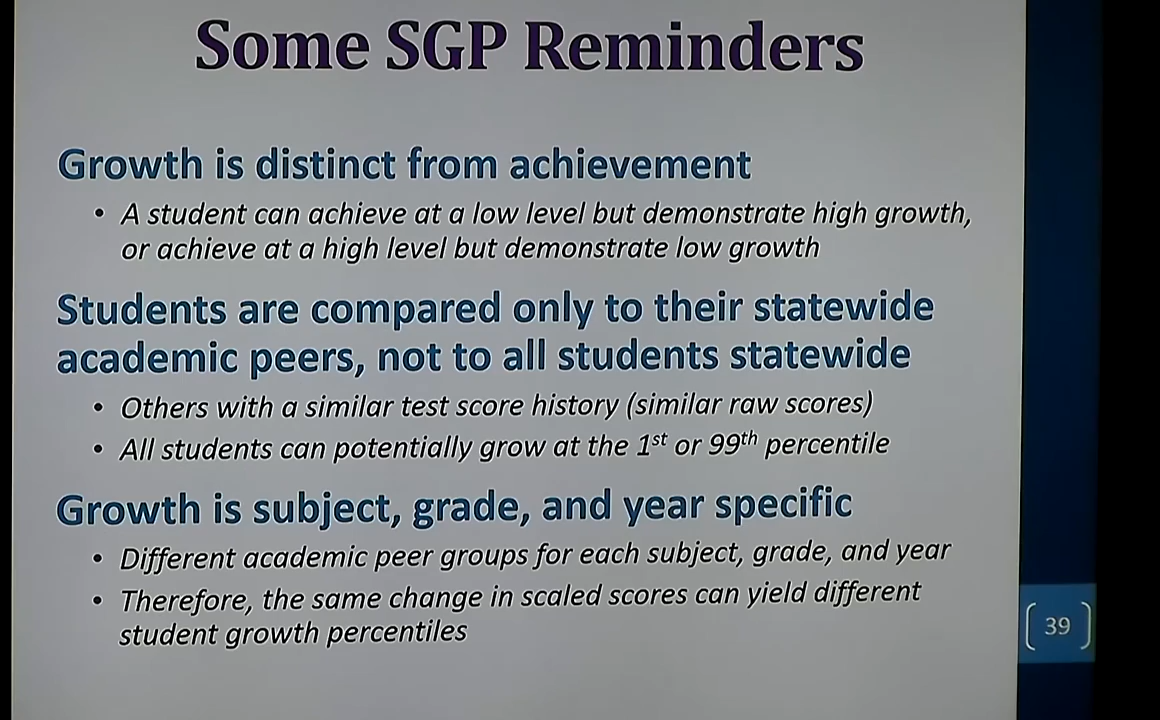 Some SGP Reminders
Growth is distinct from achievement
• A student can achieve at a low level but demonstrate high growth,
or achieve at a high level but demonstrate low growth
Students are compared only to their statewide
academic peers, not to all students statewide
• Others with a similar test score history (similar raw scores)
• All students can potentially grow at the 1st or 99th percentile
Growth is subject, grade, and year specific
• Different academic peer groups for each subject, grade, and year
• Therefore, the same change in scaled scores can yield different
student growth percentiles
[ 39 ]